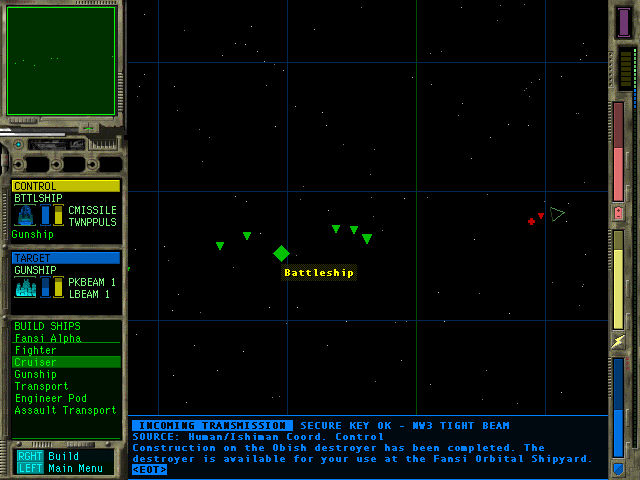 CONTROL
BTTLSHIP
CMISSILE
TWNPPULS
Gunship
TARGET
GUNSHIP
PKBEAM 1
LBEAM 1
BUILD SHIPS
Fansi Alpha
Fighter
Cruiser
Gunship
Transport
Engineer Pod
Assault Transport
RGHT Build
LEFT Main Menu
Battleship
INCOMING TRANSMISSION SECURE KEY OK - NW3 TIGHT BEAM
SOURCE: Human/Ishiman Coord. Control
Construction on the Obish destroyer has been completed. The
destroyer is available for your use at the Fansi Orbital Shipyard.
<EOT>